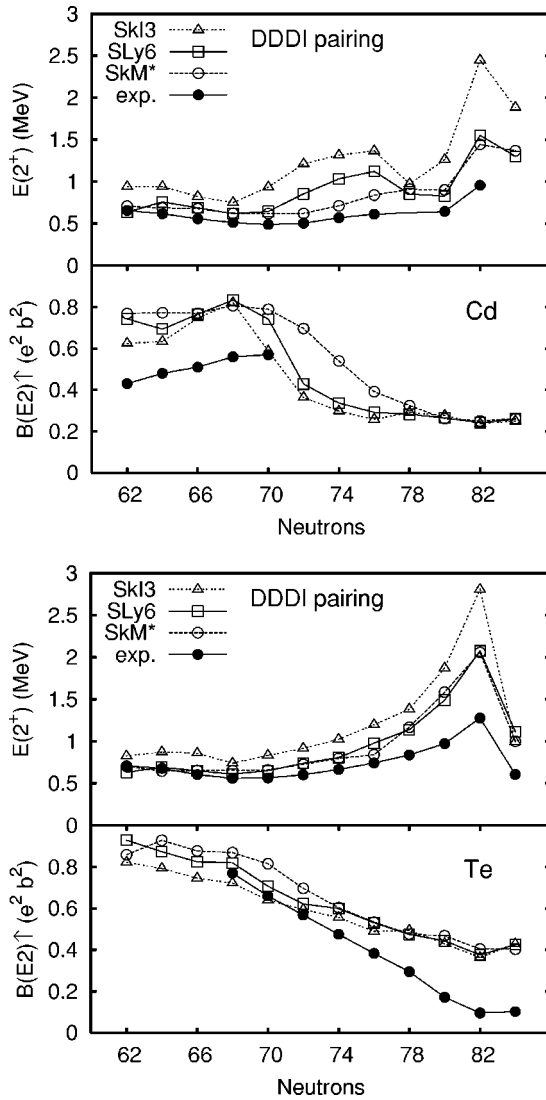 SkI3
SLy6
SkM*
exp.
DDDI pairing
3
2.5
2
1.5
1
0.5
0
E(2⁺) (MeV)
Cd
0.8
0.6
0.4
0.2
0
B(E2)↑ (e² b²)
62 66 70 74 78 82
Neutrons
SkI3
SLy6
SkM*
exp.
DDDI pairing
3
2.5
2
1.5
1
0.5
0
E(2⁺) (MeV)
Te
0.8
0.6
0.4
0.2
0
B(E2)↑ (e² b²)
62 66 70 74 78 82
Neutrons